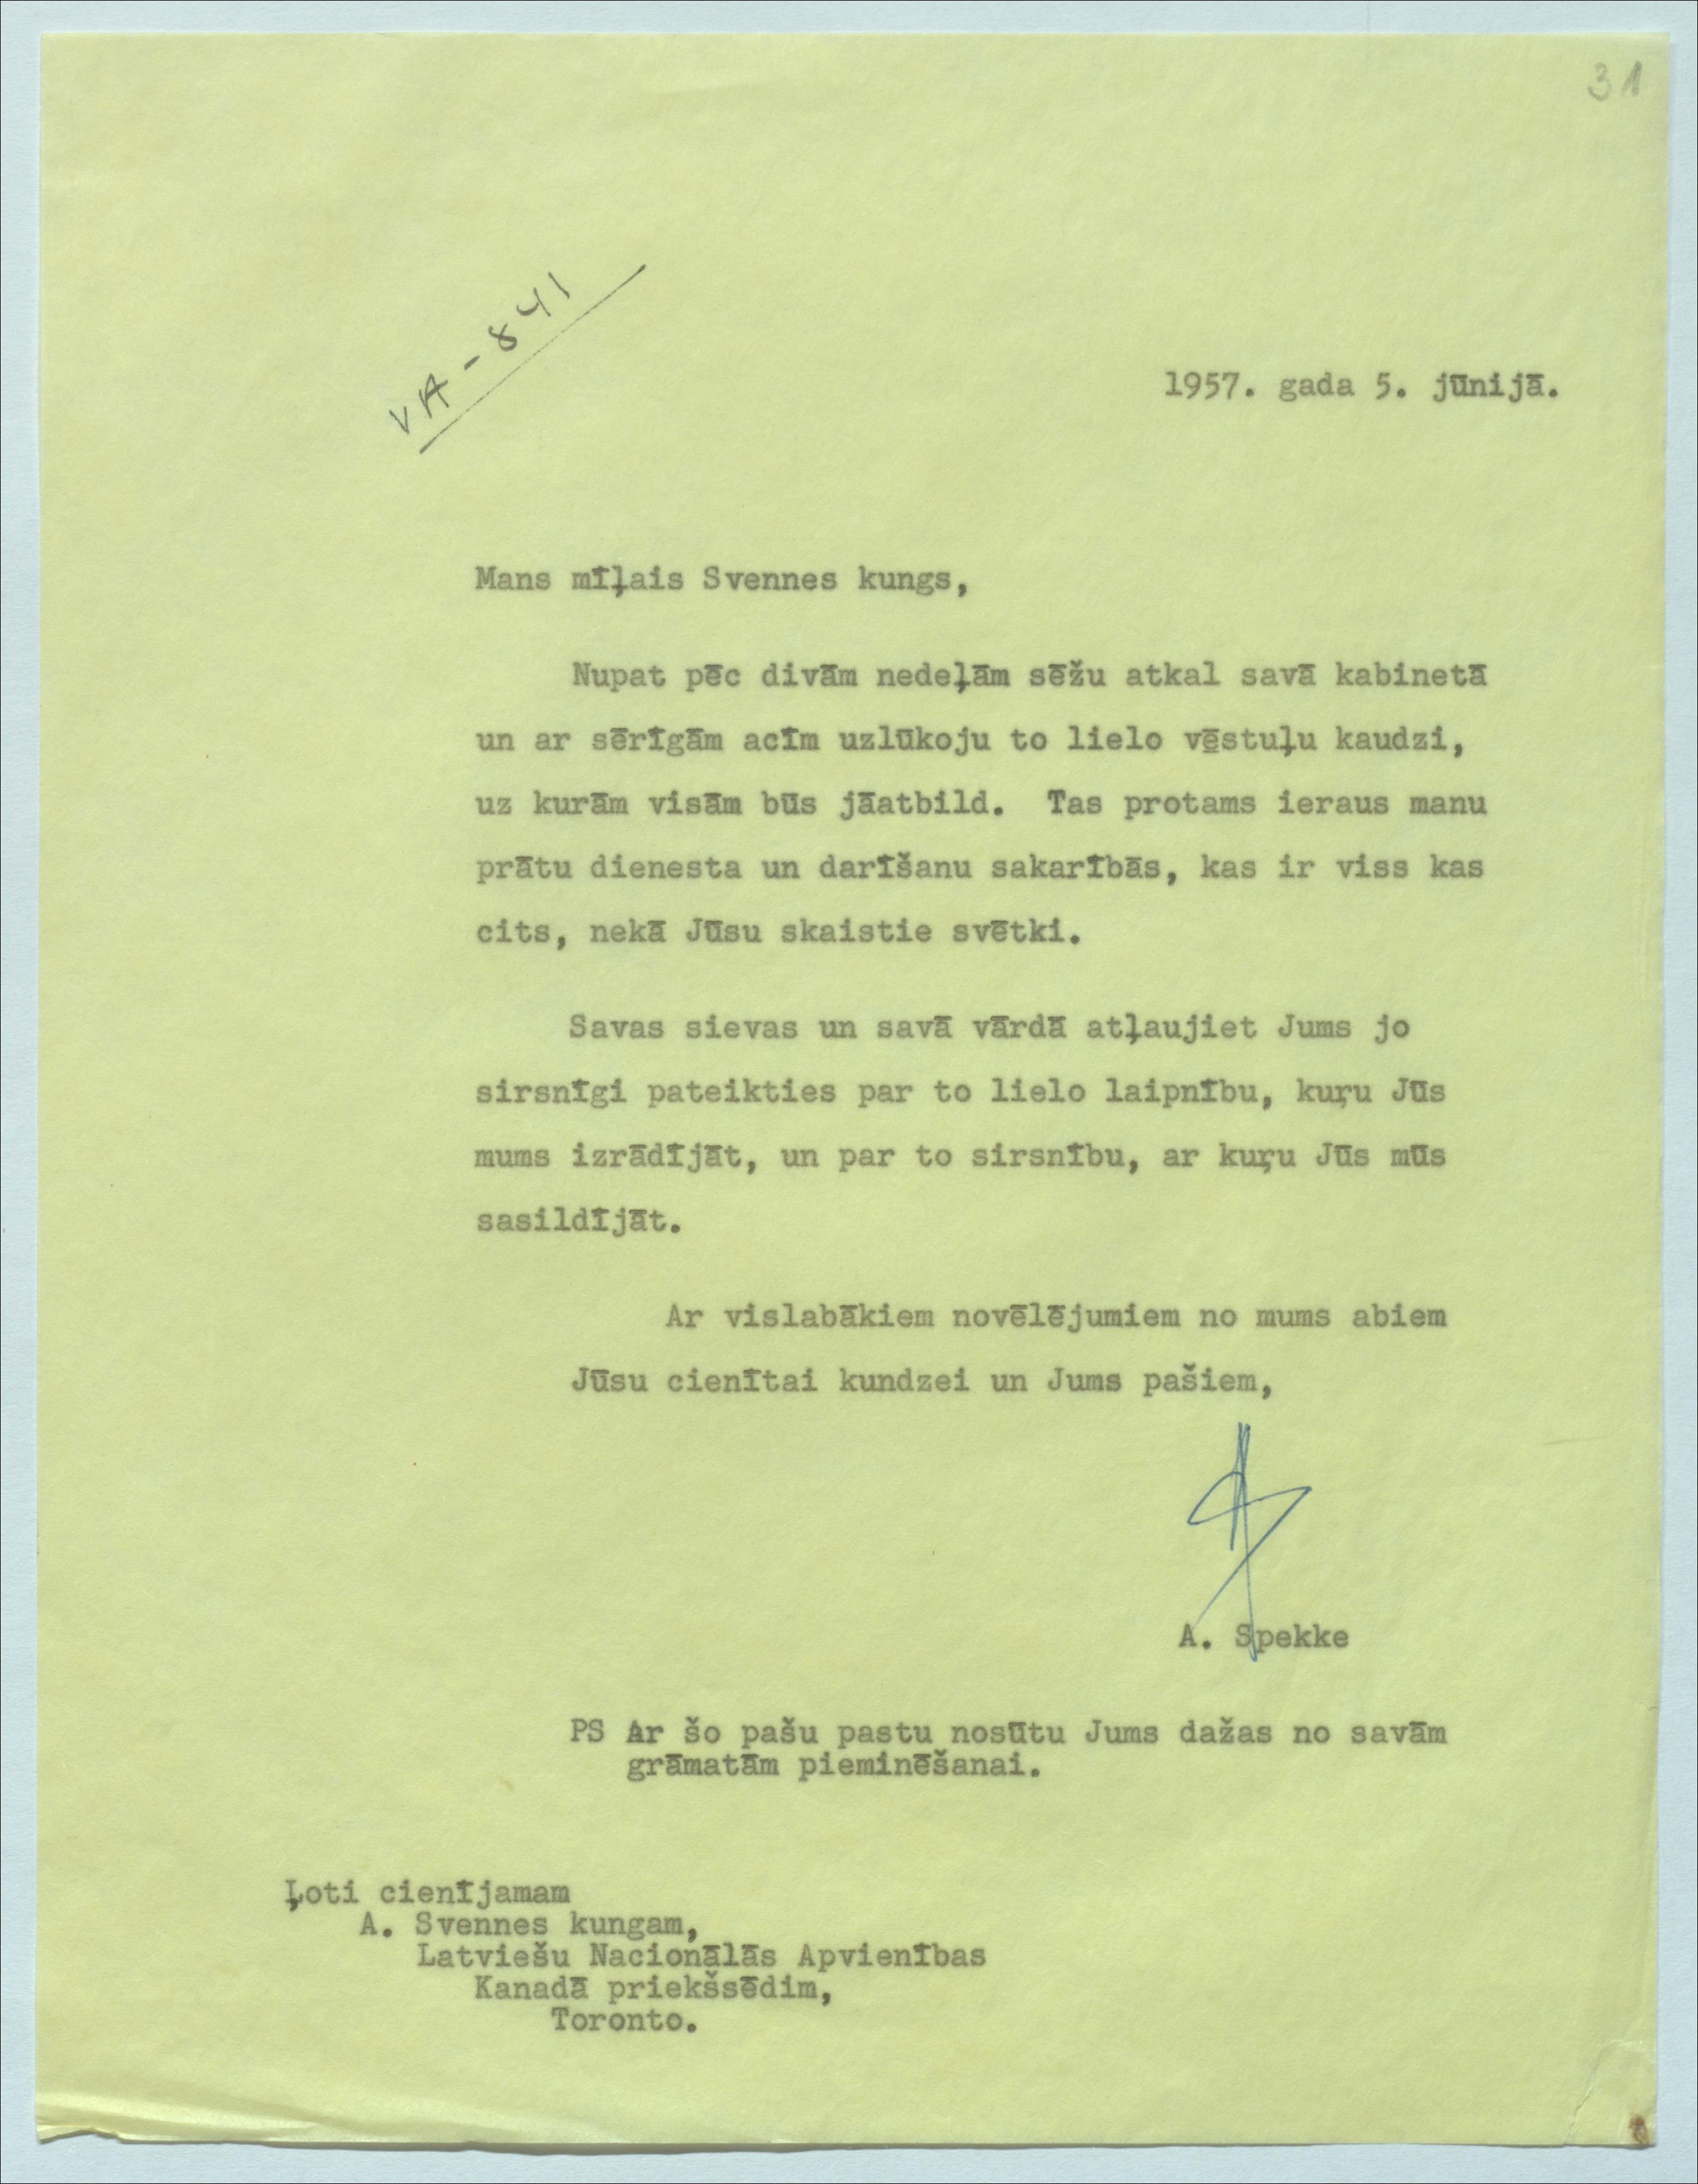 31
VA-841
1957. gada 5. jūnijā.
Mans mīļais Svennes kungs,
Nupat pēc divām nedeļām sēžu atkal savā kabinetā
un ar sērīgām acīm uzlūkoju to lielo vēstuļu kaudzi,
uz kurām visām būs jāatbild. Tas protams ieraus manu
prātu dienesta un darīšanu sakarībās, kas ir viss kas
cits, nekā Jūsu skaistie svētki.
Savas sievas un savā vārdā atļaujiet Jums jo
sirsnīgi pateikties par to lielo laipnību, kuŗu Jūs
mums izrādījāt, un par to sirsnību, ar kuŗu Jūs mūs
sasildījāt.
Ar vislabākiem novēlējumiem no mums abiem
Jūsu cienītai kundzei un Jums pašiem,
A. Spekke
PS Ar šo pašu pastu nosūtu Jums dažas no savām
grāmatām pieminēšanai.
Ļoti cienījamam
A. Svennes kungam,
Latviešu Nacionālās Apvienības
Kanadā priekšsēdim,
Toronto.